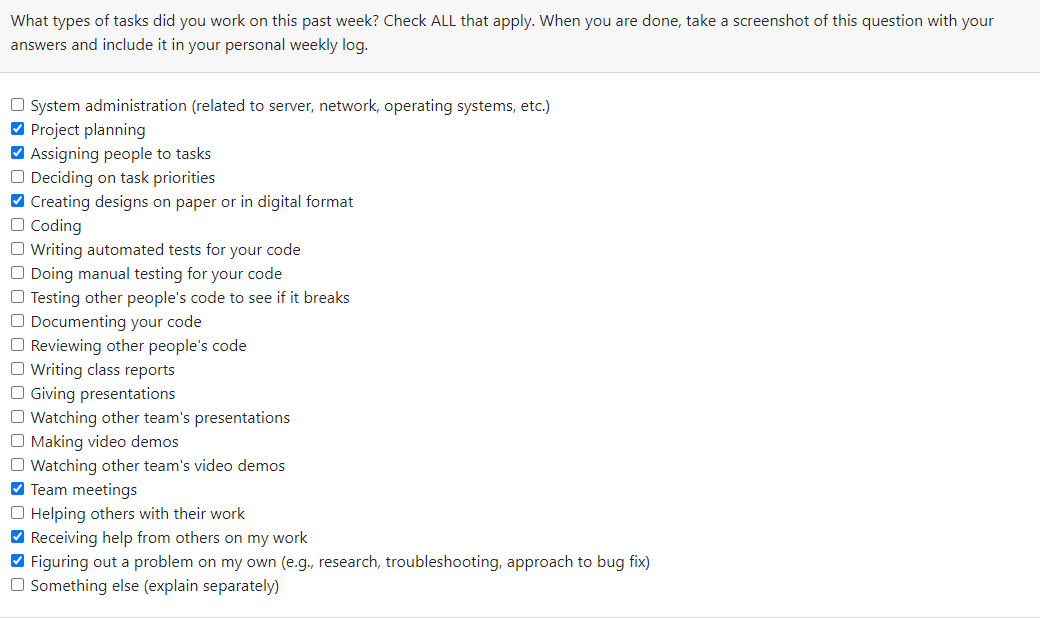 What types of tasks did you work on this past week? Check ALL that apply. When you are done, take a screenshot of this question with your
answers and include it in your personal weekly log.
System administration (related to server, network, operating systems, etc.)
Project planning
Assigning people to tasks
Deciding on task priorities
Creating designs on paper or in digital format
Coding
Writing automated tests for your code
Doing manual testing for your code
Testing other people's code to see if it breaks
Documenting your code
Reviewing other people's code
Writing class reports
Giving presentations
Watching other team's presentations
Making video demos
Watching other team's video demos
Team meetings
Helping others with their work
Receiving help from others on my work
Figuring out a problem on my own (e.g., research, troubleshooting, approach to bug fix)
Something else (explain separately)